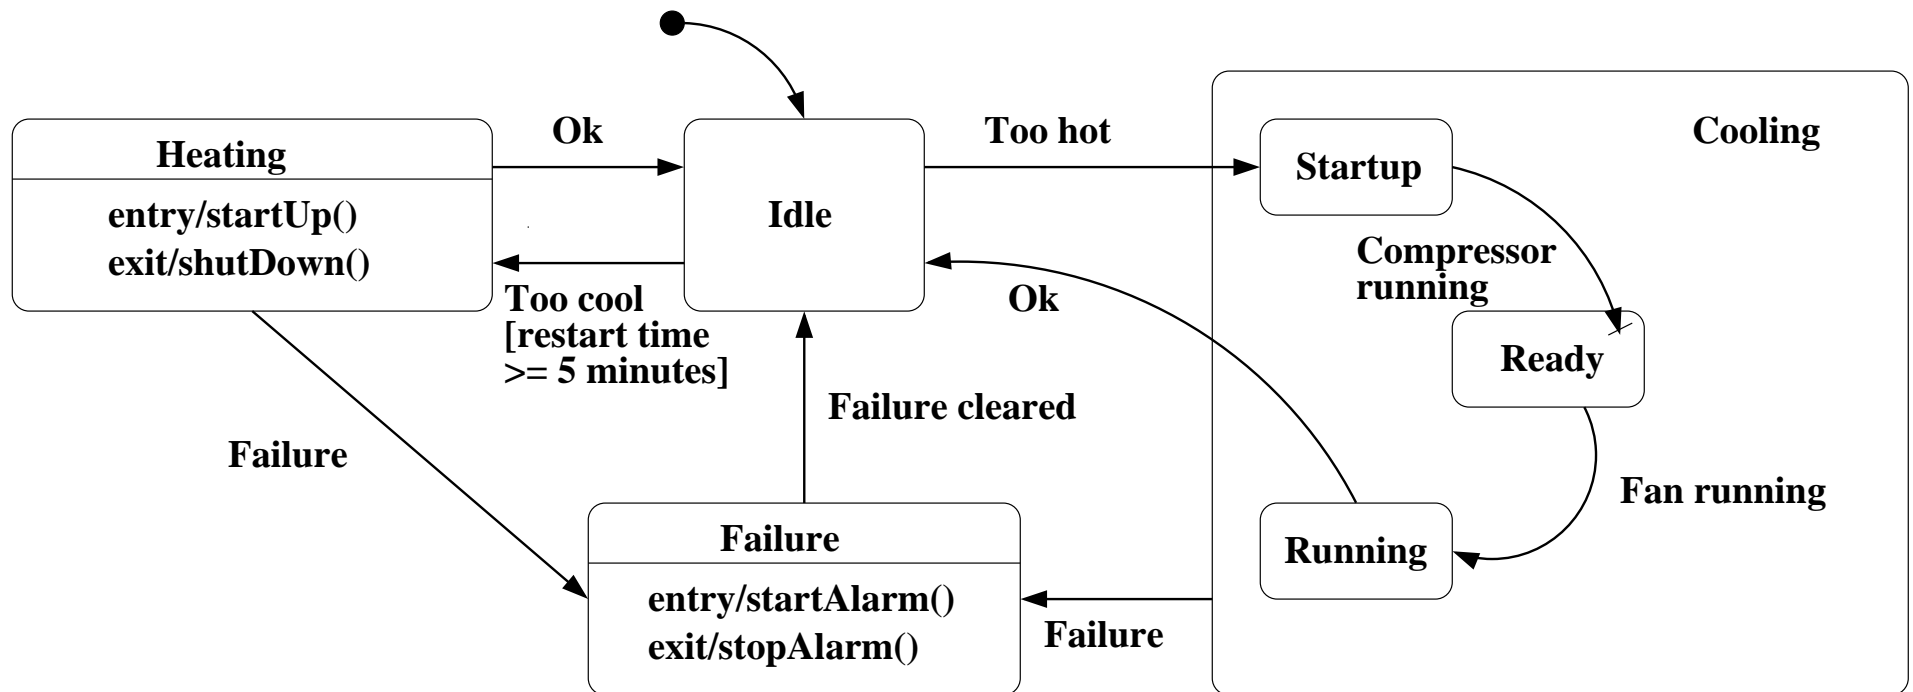 Heating
entry/startUp()
exit/shutDown()
Ok
Idle
Too hot
Cooling
Startup
Compressor
running
Ready
Too cool
[restart time
>= 5 minutes]
Ok
Failure cleared
Failure
Fan running
Running
Failure
entry/startAlarm()
exit/stopAlarm()
Failure